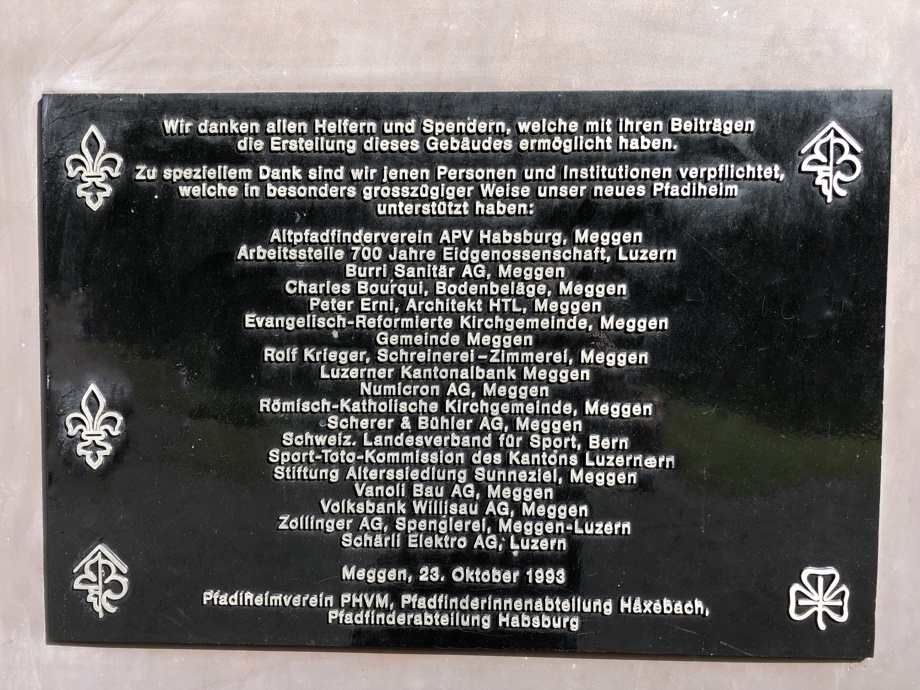 Wir danken allen Helfern und Spendern, welche mit ihren Beiträgen
die Erstellung dieses Gebäudes ermöglicht haben.
Zu speziellem Dank sind wir jenen Personen und Institutionen verpflichtet,
welche in besonders grosszügiger Weise unser neues Pfadiheim
unterstützt haben:
Altpfadfinderverein APV Habsburg, Meggen
Arbeitsstelle 700 Jahre Eidgenossenschaft, Luzern
Burri Sanitär AG, Meggen
Charles Bourqui, Bodenbeläge, Meggen
Peter Erni, Architekt HTL, Meggen
Evangelisch-Reformierte Kirchgemeinde, Meggen
Gemeinde Meggen
Rolf Krieger, Schreinerei-Zimmerei, Meggen
Luzerner Kantonalbank Meggen
Numicron AG, Meggen
Römisch-Katholische Kirchgemeinde, Meggen
Scherer & Bühler AG, Meggen
Schweiz. Landesverband für Sport, Bern
Sport-Toto-Kommission des Kantons Luzernern
Stiftung Alterssiedlung Sunneziel, Meggen
Vanoli Bau AG, Meggen
Volksbank Willisau AG, Meggen
Zollinger AG, Spenglerei, Meggen-Luzern
Schärli Elektro AG, Luzern
Meggen, 23. Oktober 1993
Pfadiheimverein PHVM, Pfadfinderinnenabteilung Häxebach,
Pfadfinderabteilung Habsburg